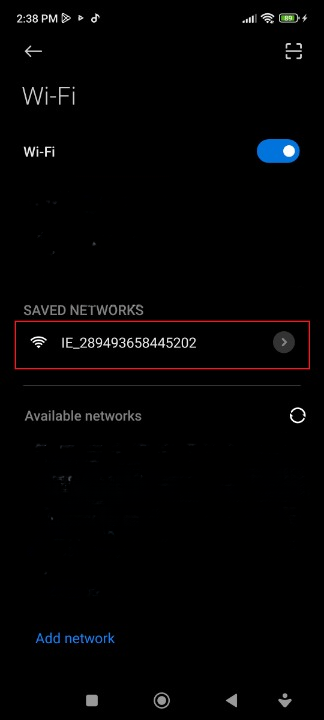 2:38 PM
89
Wi-Fi
Wi-Fi
SAVED NETWORKS
IE_289493658445202
Available networks
Add network